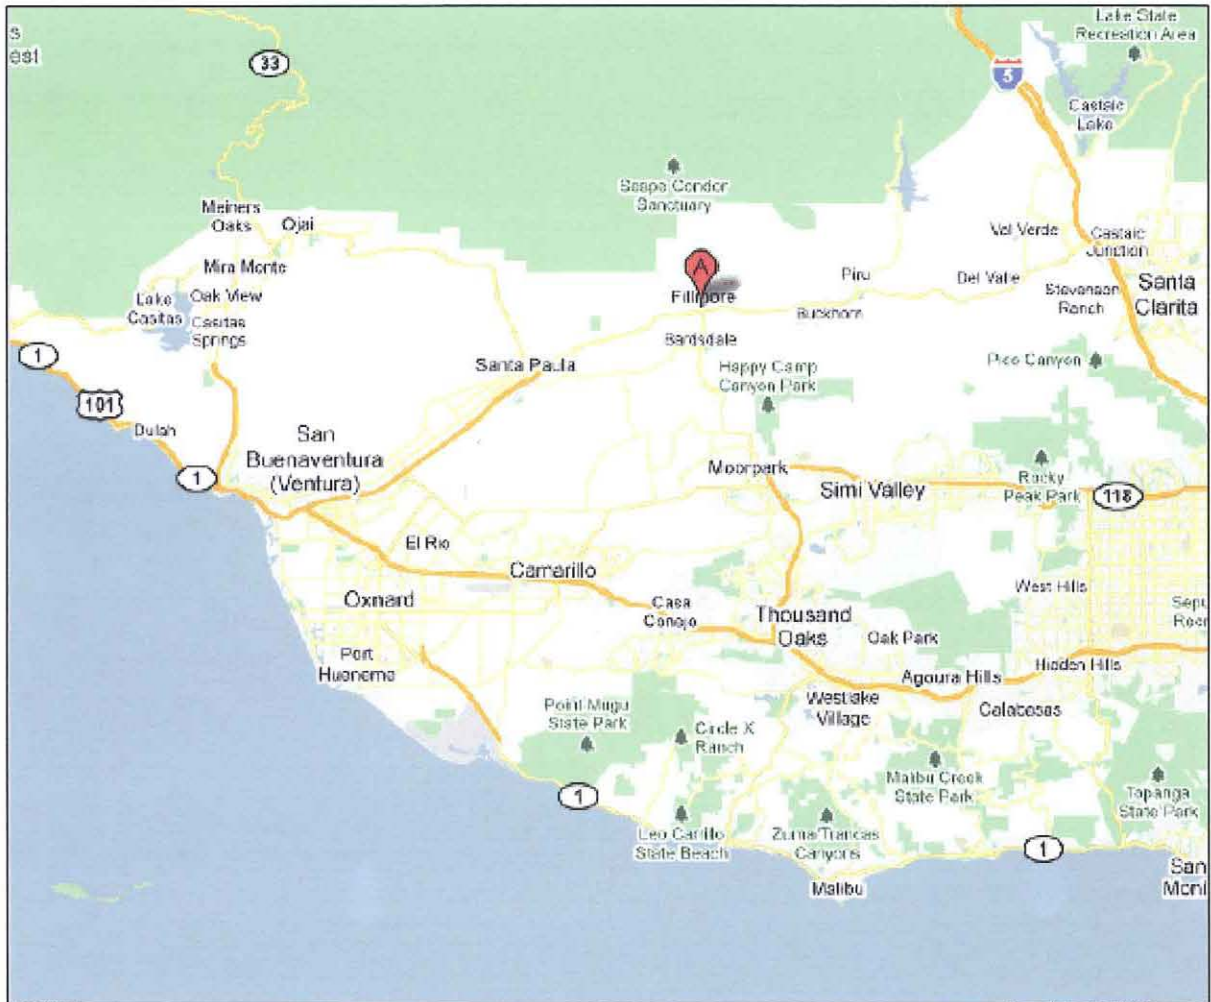 s
est
33
Lake State
Recreation Area
5
Castaic
Lake
Sespe Condor
Sanctuary
Meiners
Oaks
Ojai
Val Verde
Castaic
Junction
Mira Monte
A
Piru
Del Valle
Santa
Clarita
Stevenson
Ranch
Lake
Casitas
Oak View
Fillmore
Buckhorn
Casitas
Springs
Bardsdale
1
Santa Paula
Happy Camp
Canyon Park
Pico Canyon
101
Dulah
San
Buenaventura
(Ventura)
1
Moorpark
Simi Valley
Rocky
Peak Park
118
El Rio
Camarillo
West Hills
Oxnard
Casa
Conejo
Thousand
Oaks
Oak Park
Sepu
Port
Hueneme
Agoura Hills
Hidden Hills
Westlake
Village
Calabasas
Point Mugu
State Park
Circle X
Ranch
Malibu Creek
State Park
Topanga
State Park
1
Leo Carrillo
State Beach
Zuma/Trancas
Canyons
1
Malibu
San
Moni